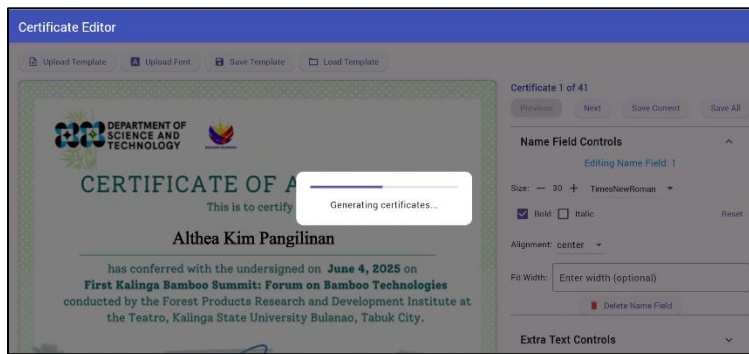 Certificate Editor
Upload Template
Upload Font
Save Template
Load Template
Certificate 1 of 41
Previous
Next
Save Current
Save All
DEPARTMENT OF
SCIENCE AND
TECHNOLOGY
CERTIFICATE OF A
This is to certify
Althea Kim Pangilinan
has conferred with the undersigned on June 4, 2025 on
First Kalinga Bamboo Summit: Forum on Bamboo Technologies
conducted by the Forest Products Research and Development Institute at
the Teatro, Kalinga State University Bulanao, Tabuk City.
Generating certificates...
Name Field Controls
Editing Name Field: 1
Size: — 30 + TimesNewRoman
Bold
Italic
Reset
Alignment: center
Fit Width: Enter width (optional)
Delete Name Field
Extra Text Controls